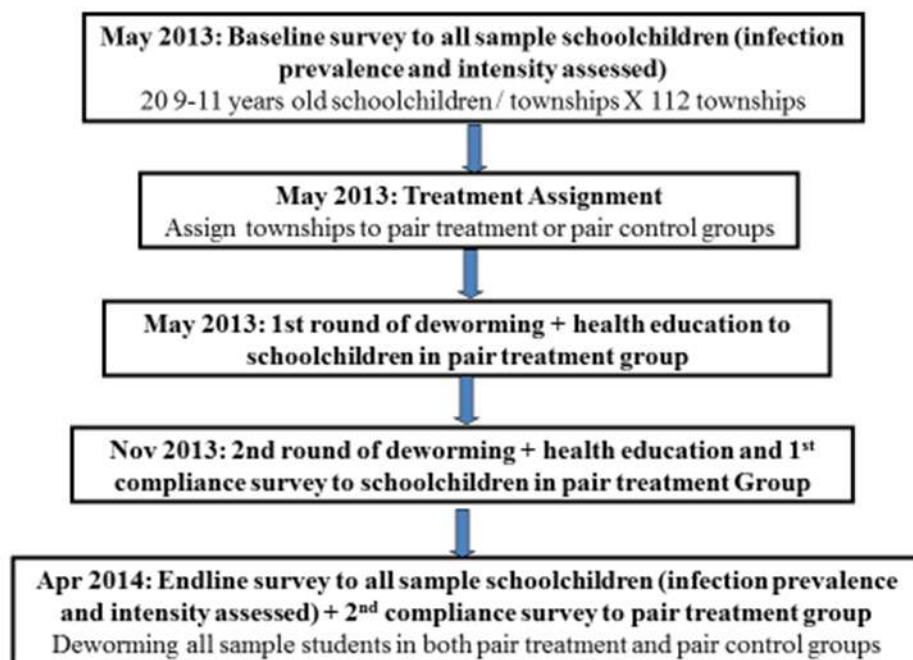 May 2013: Baseline survey to all sample schoolchildren (infection
prevalence and intensity assessed)
20 9-11 years old schoolchildren / townships X 112 townships
May 2013: Treatment Assignment
Assign townships to pair treatment or pair control groups
May 2013: 1st round of deworming + health education to
schoolchildren in pair treatment group
Nov 2013: 2nd round of deworming + health education and 1st
compliance survey to schoolchildren in pair treatment Group
Apr 2014: Endline survey to all sample schoolchildren (infection prevalence
and intensity assessed) + 2nd compliance survey to pair treatment group
Deworming all sample students in both pair treatment and pair control groups